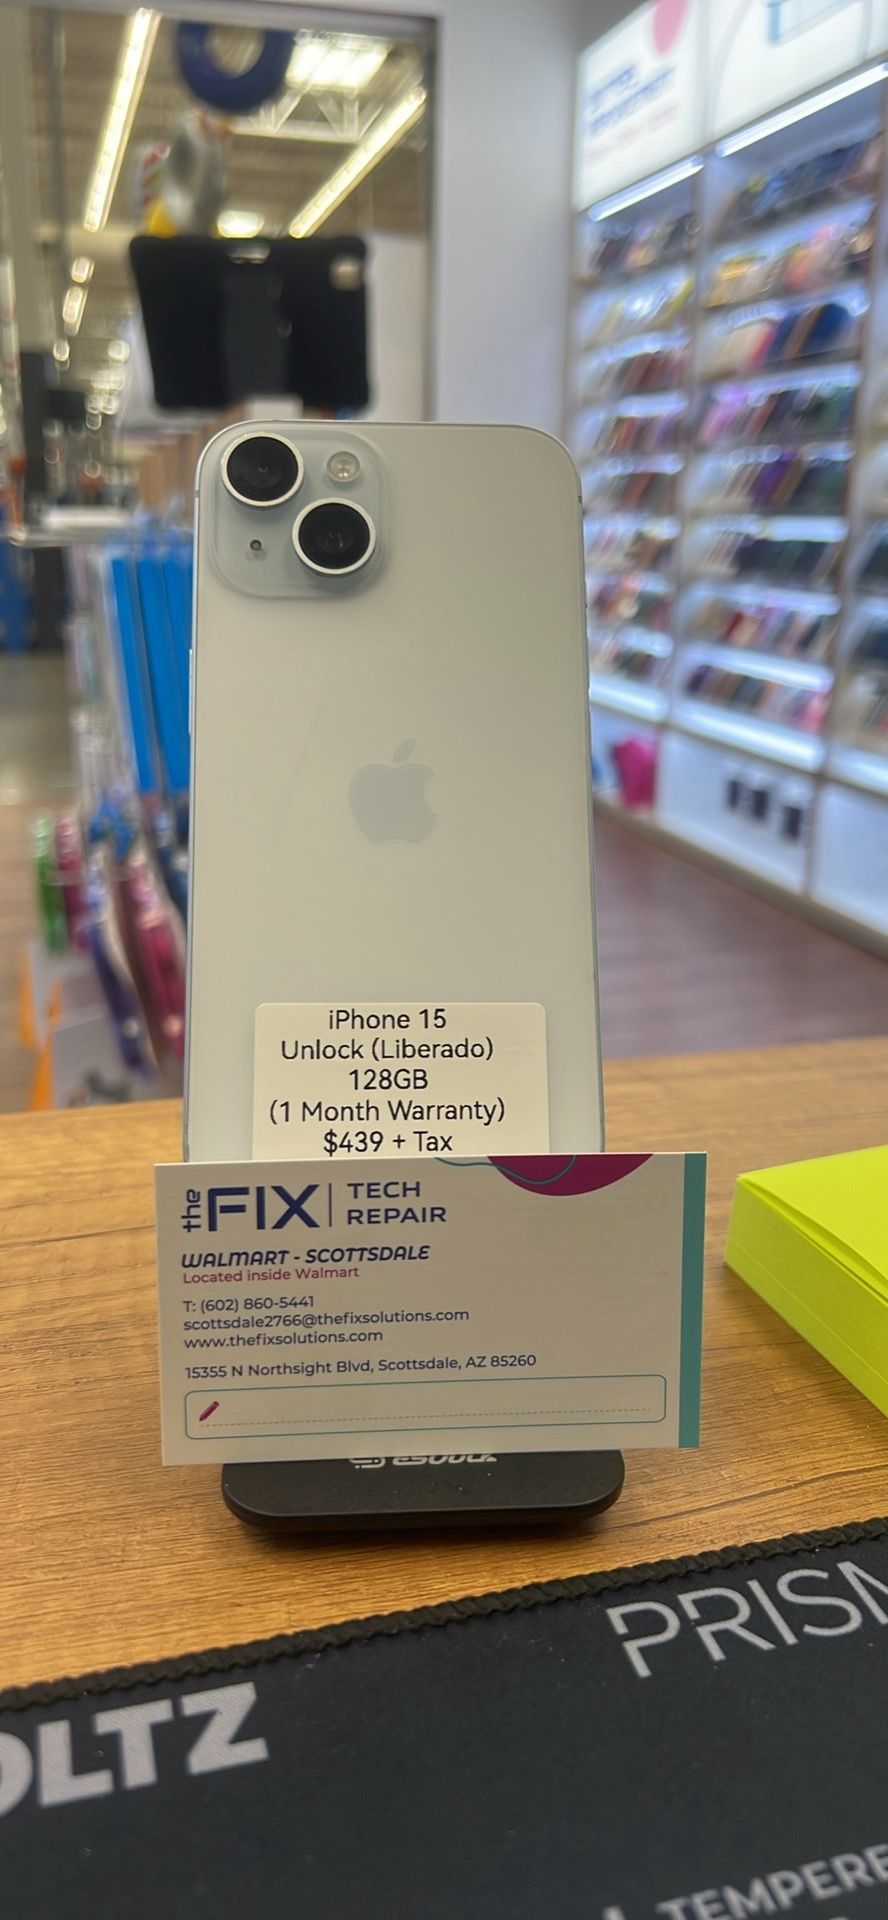 iPhone 15
Unlock (Liberado)
128GB
(1 Month Warranty)
$439 + Tax
the FIX | TECH REPAIR
WALMART - SCOTTSDALE
Located inside Walmart
T: (602) 860-5441
scottsdale2766@thefixsolutions.com
www.thefixsolutions.com
15355 N Northsight Blvd, Scottsdale, AZ 85260
OLTZ
PRISM
TEMPERE